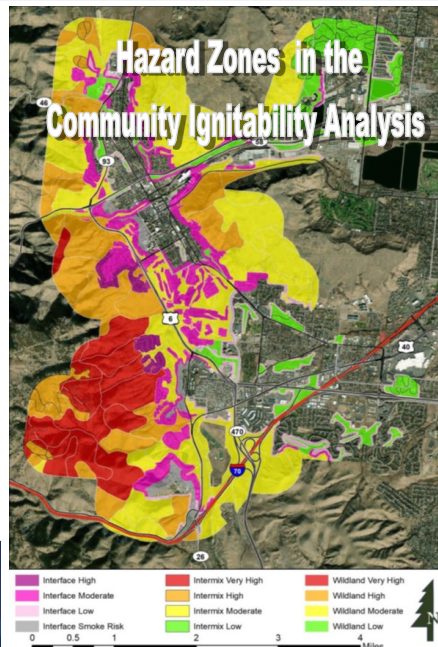 Hazard Zones in the
Community Ignitability Analysis
46
58
93
6
40
470
70
26
Interface High
Intermix Very High
Wildland Very High
Interface Moderate
Intermix High
Wildland High
Interface Low
Intermix Moderate
Wildland Moderate
Interface Smoke Risk
Intermix Low
Wildland Low
0 0.5 1 2 3 4
Miles
N